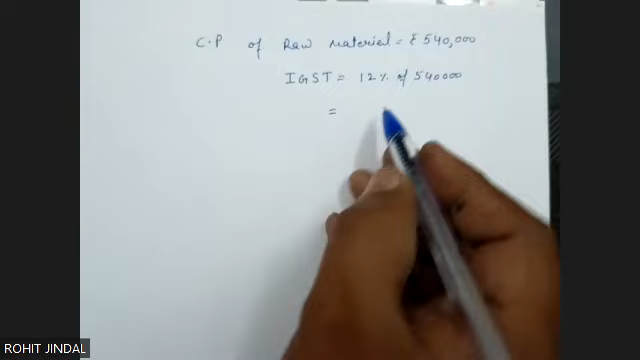 C.P of Raw material = ₹ 540,000
IGST = 12% of 540000
=
ROHIT JINDAL